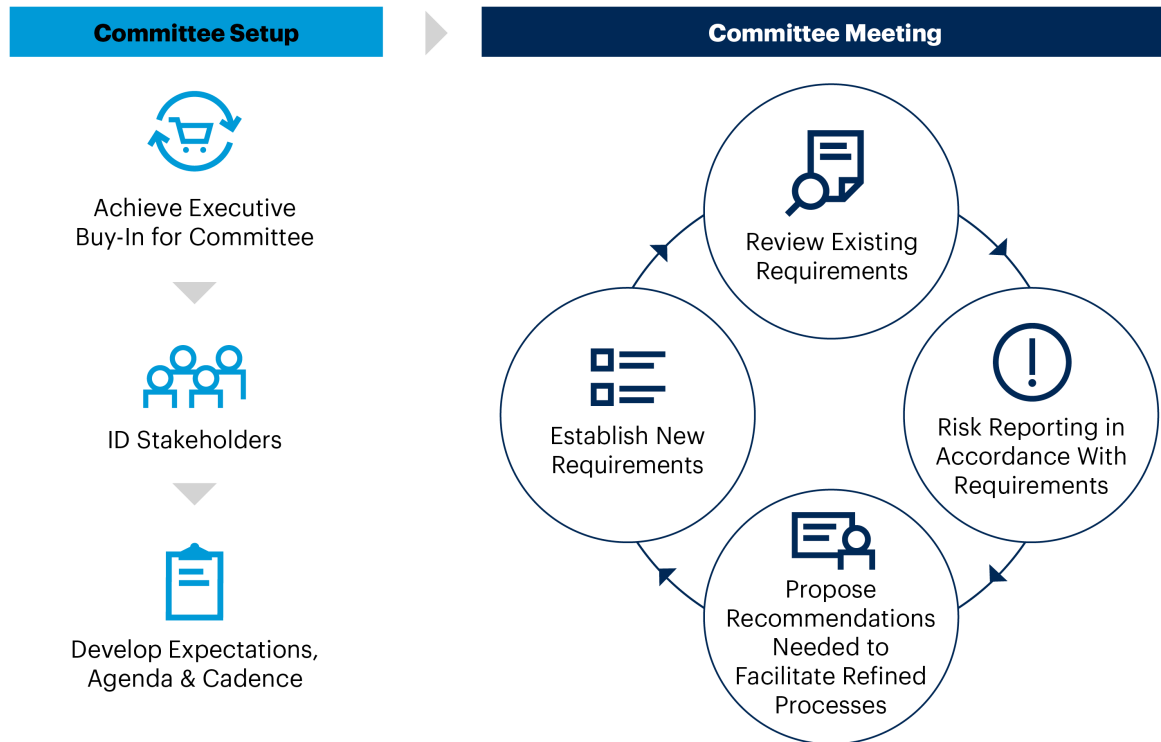 Committee Setup
Committee Meeting
Achieve Executive
Buy-In for Committee
ID Stakeholders
Develop Expectations,
Agenda & Cadence
Review Existing
Requirements
Risk Reporting in
Accordance With
Requirements
Propose
Recommendations
Needed to
Facilitate Refined
Processes
Establish New
Requirements